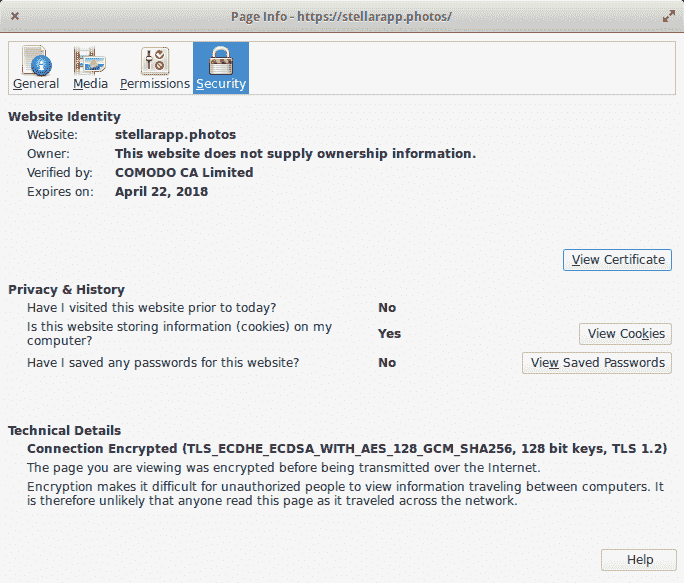 Page Info - https://stellarapp.photos/
General Media Permissions Security
Website Identity
Website: stellarapp.photos
Owner: This website does not supply ownership information.
Verified by: COMODO CA Limited
Expires on: April 22, 2018
View Certificate
Privacy & History
Have I visited this website prior to today? No
Is this website storing information (cookies) on my
computer? Yes View Cookies
Have I saved any passwords for this website? No View Saved Passwords
Technical Details
Connection Encrypted (TLS_ECDHE_ECDSA_WITH_AES_128_GCM_SHA256, 128 bit keys, TLS 1.2)
The page you are viewing was encrypted before being transmitted over the Internet.
Encryption makes it difficult for unauthorized people to view information traveling between computers. It
is therefore unlikely that anyone read this page as it traveled across the network.
Help